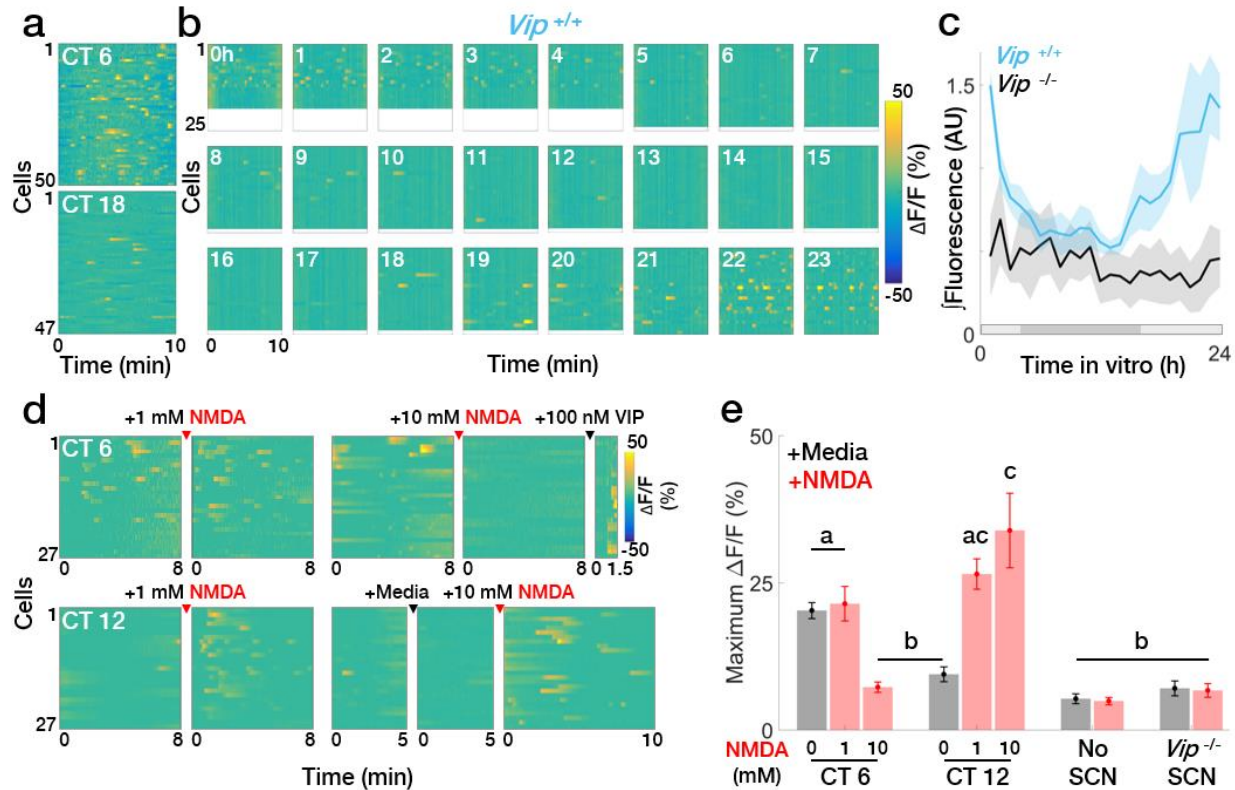 a
CT 6
CT 18
1
50
1
47
Cells
0
10
Time (min)
b
Vip +/+
0h
1
2
3
4
5
6
7
8
9
10
11
12
13
14
15
16
17
18
19
20
21
22
23
1
25
Cells
0
10
Time (min)
50
-50
ΔF/F (%)
c
Vip +/+
Vip -/-
1.5
0
∫Fluorescence (AU)
0
24
Time in vitro (h)
d
+1 mM NMDA
+10 mM NMDA
+100 nM VIP
CT 6
1
27
0
8
0
8
0
8
0
8
0 1.5
50
-50
ΔF/F
(%)
Cells
+1 mM NMDA
+Media
+10 mM NMDA
CT 12
1
27
0
8
0
8
0
5
0
5
0
10
Time (min)
e
+Media
+NMDA
50
25
0
Maximum ΔF/F (%)
a
b
ac
c
b
NMDA
(mM)
0 1 10
CT 6
0 1 10
CT 12
No
SCN
Vip -/-
SCN